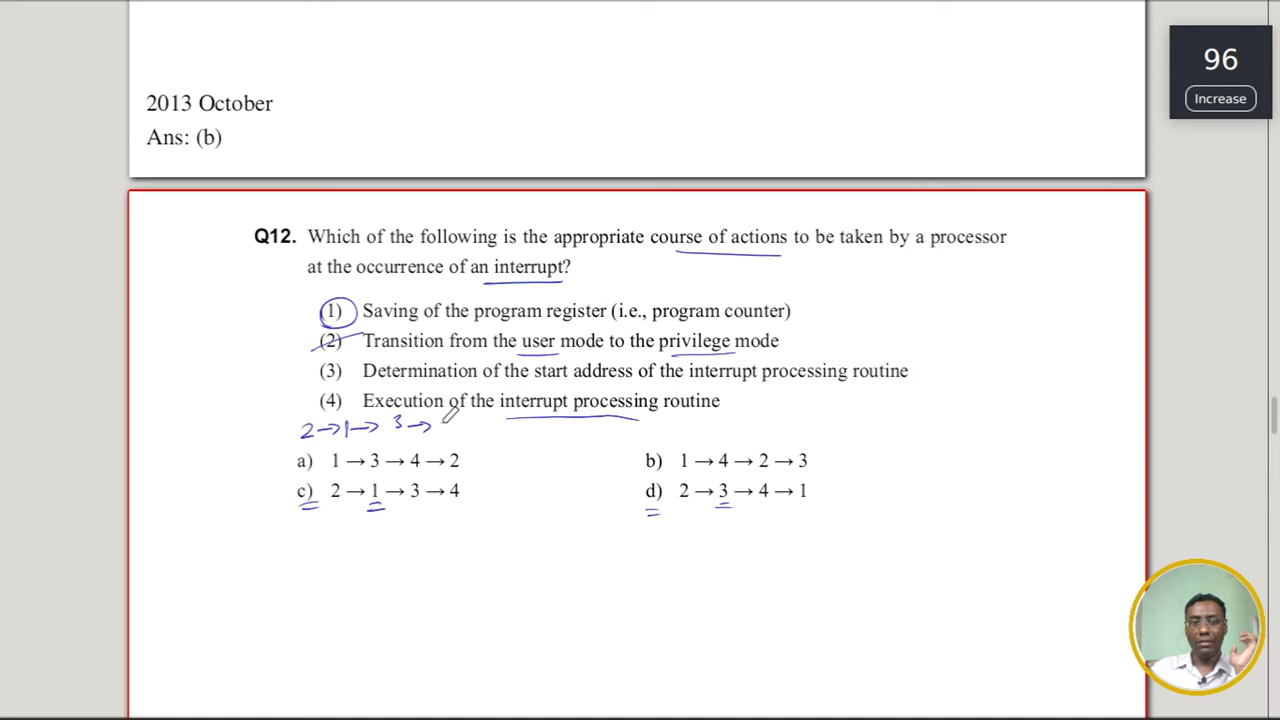 96
Increase
2013 October
Ans: (b)
Q12. Which of the following is the appropriate course of actions to be taken by a processor
at the occurrence of an interrupt?
(1) Saving of the program register (i.e., program counter)
(2) Transition from the user mode to the privilege mode
(3) Determination of the start address of the interrupt processing routine
(4) Execution of the interrupt processing routine
2→1→ 3→
a) 1 → 3 → 4 → 2 b) 1 → 4 → 2 → 3
c) 2 → 1 → 3 → 4 d) 2 → 3 → 4 → 1